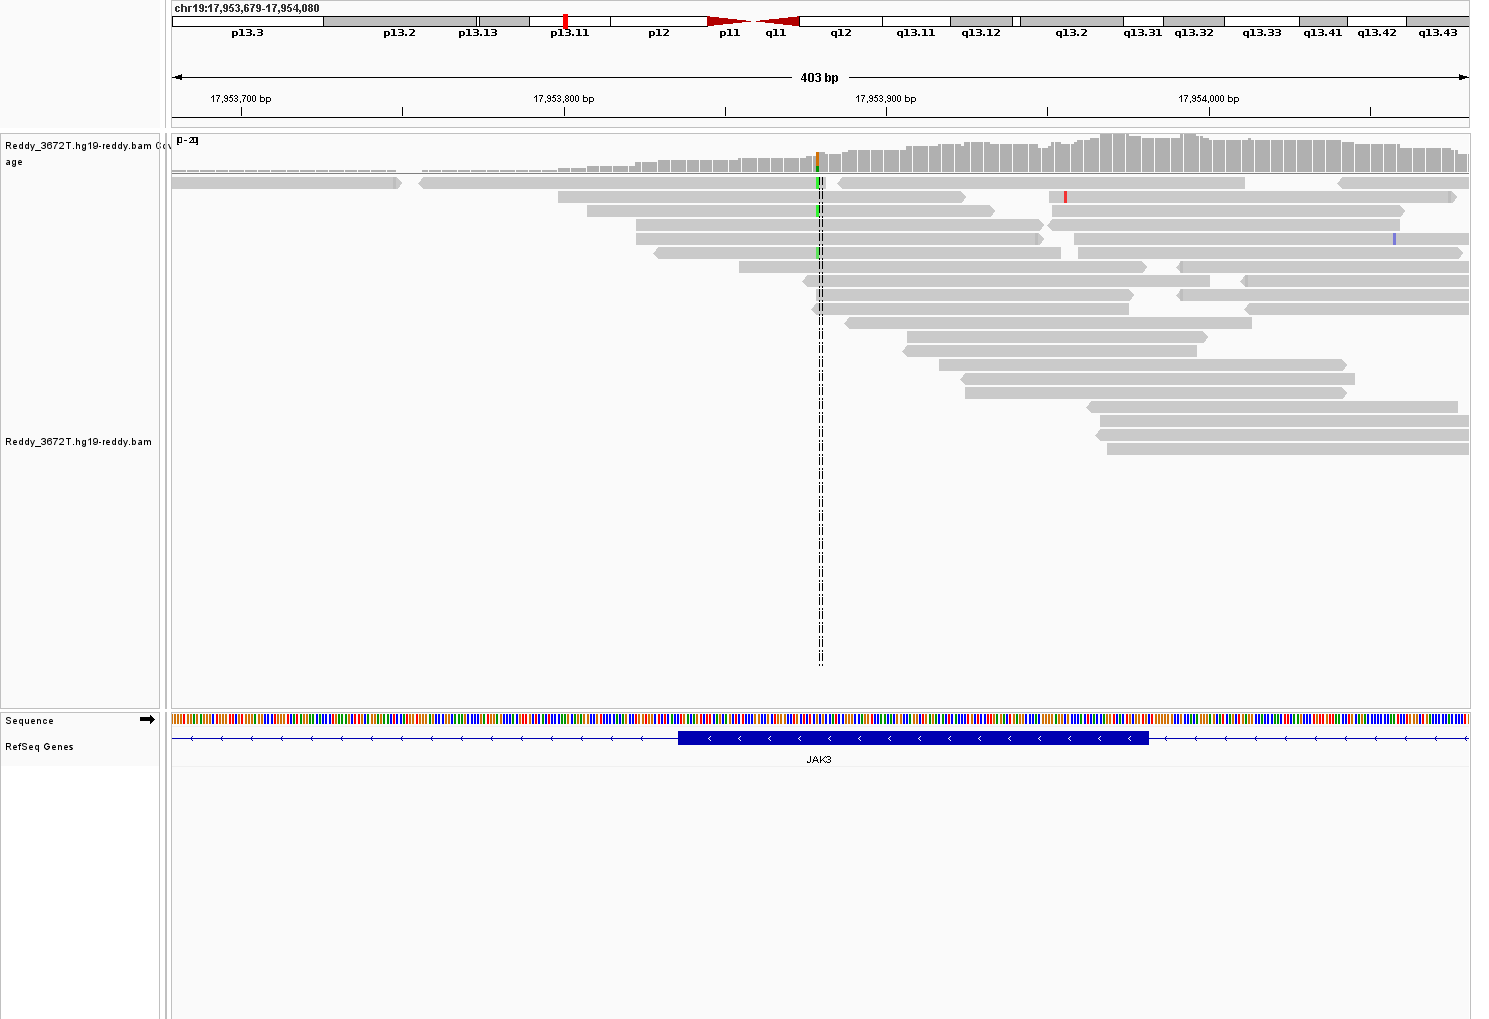 chr19:17,953,679-17,954,080
p13.3 p13.2 p13.13 p13.11 p12 p11 q11 q12 q13.11 q13.12 q13.2 q13.31 q13.32 q13.33 q13.41 q13.42 q13.43
403 bp
17,953,700 bp 17,953,800 bp 17,953,900 bp 17,954,000 bp
Reddy_3672T.hg19-reddy.bam Cov
age
[0 - 20]
Reddy_3672T.hg19-reddy.bam
Sequence
RefSeq Genes
JAK3